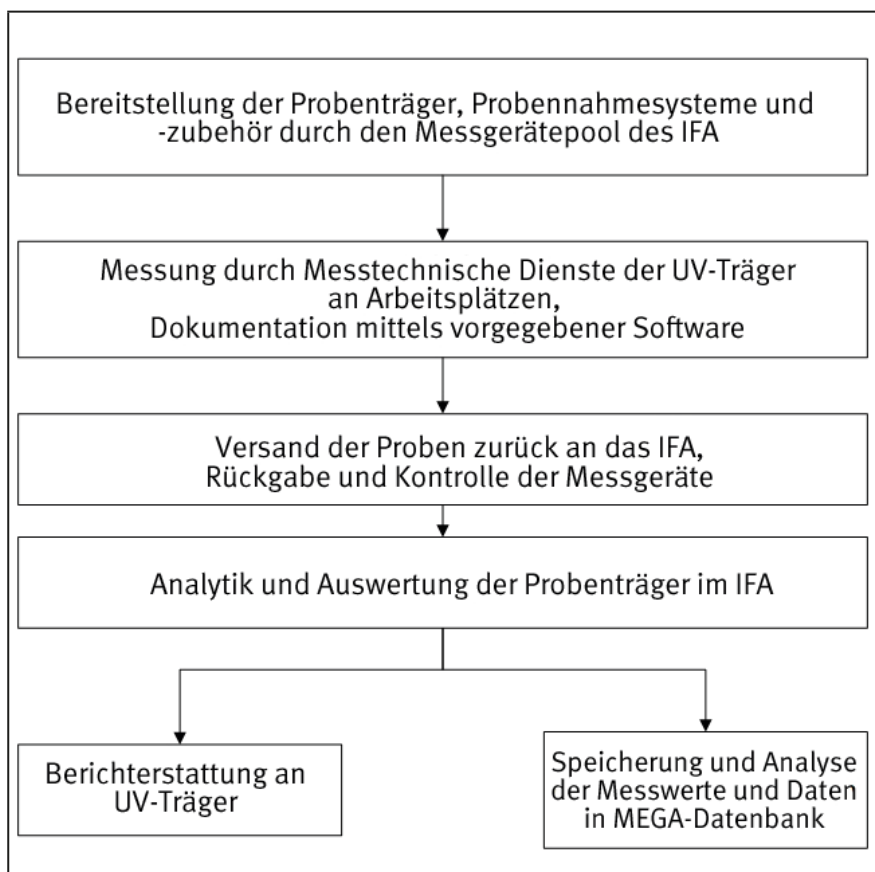 Bereitstellung der Probenträger, Probennahmesysteme und
-zubehör durch den Messgerätepool des IFA
Messung durch Messtechnische Dienste der UV-Träger
an Arbeitsplätzen,
Dokumentation mittels vorgegebener Software
Versand der Proben zurück an das IFA,
Rückgabe und Kontrolle der Messgeräte
Analytik und Auswertung der Probenträger im IFA
Berichterstattung an
UV-Träger
Speicherung und Analyse
der Messwerte und Daten
in MEGA-Datenbank